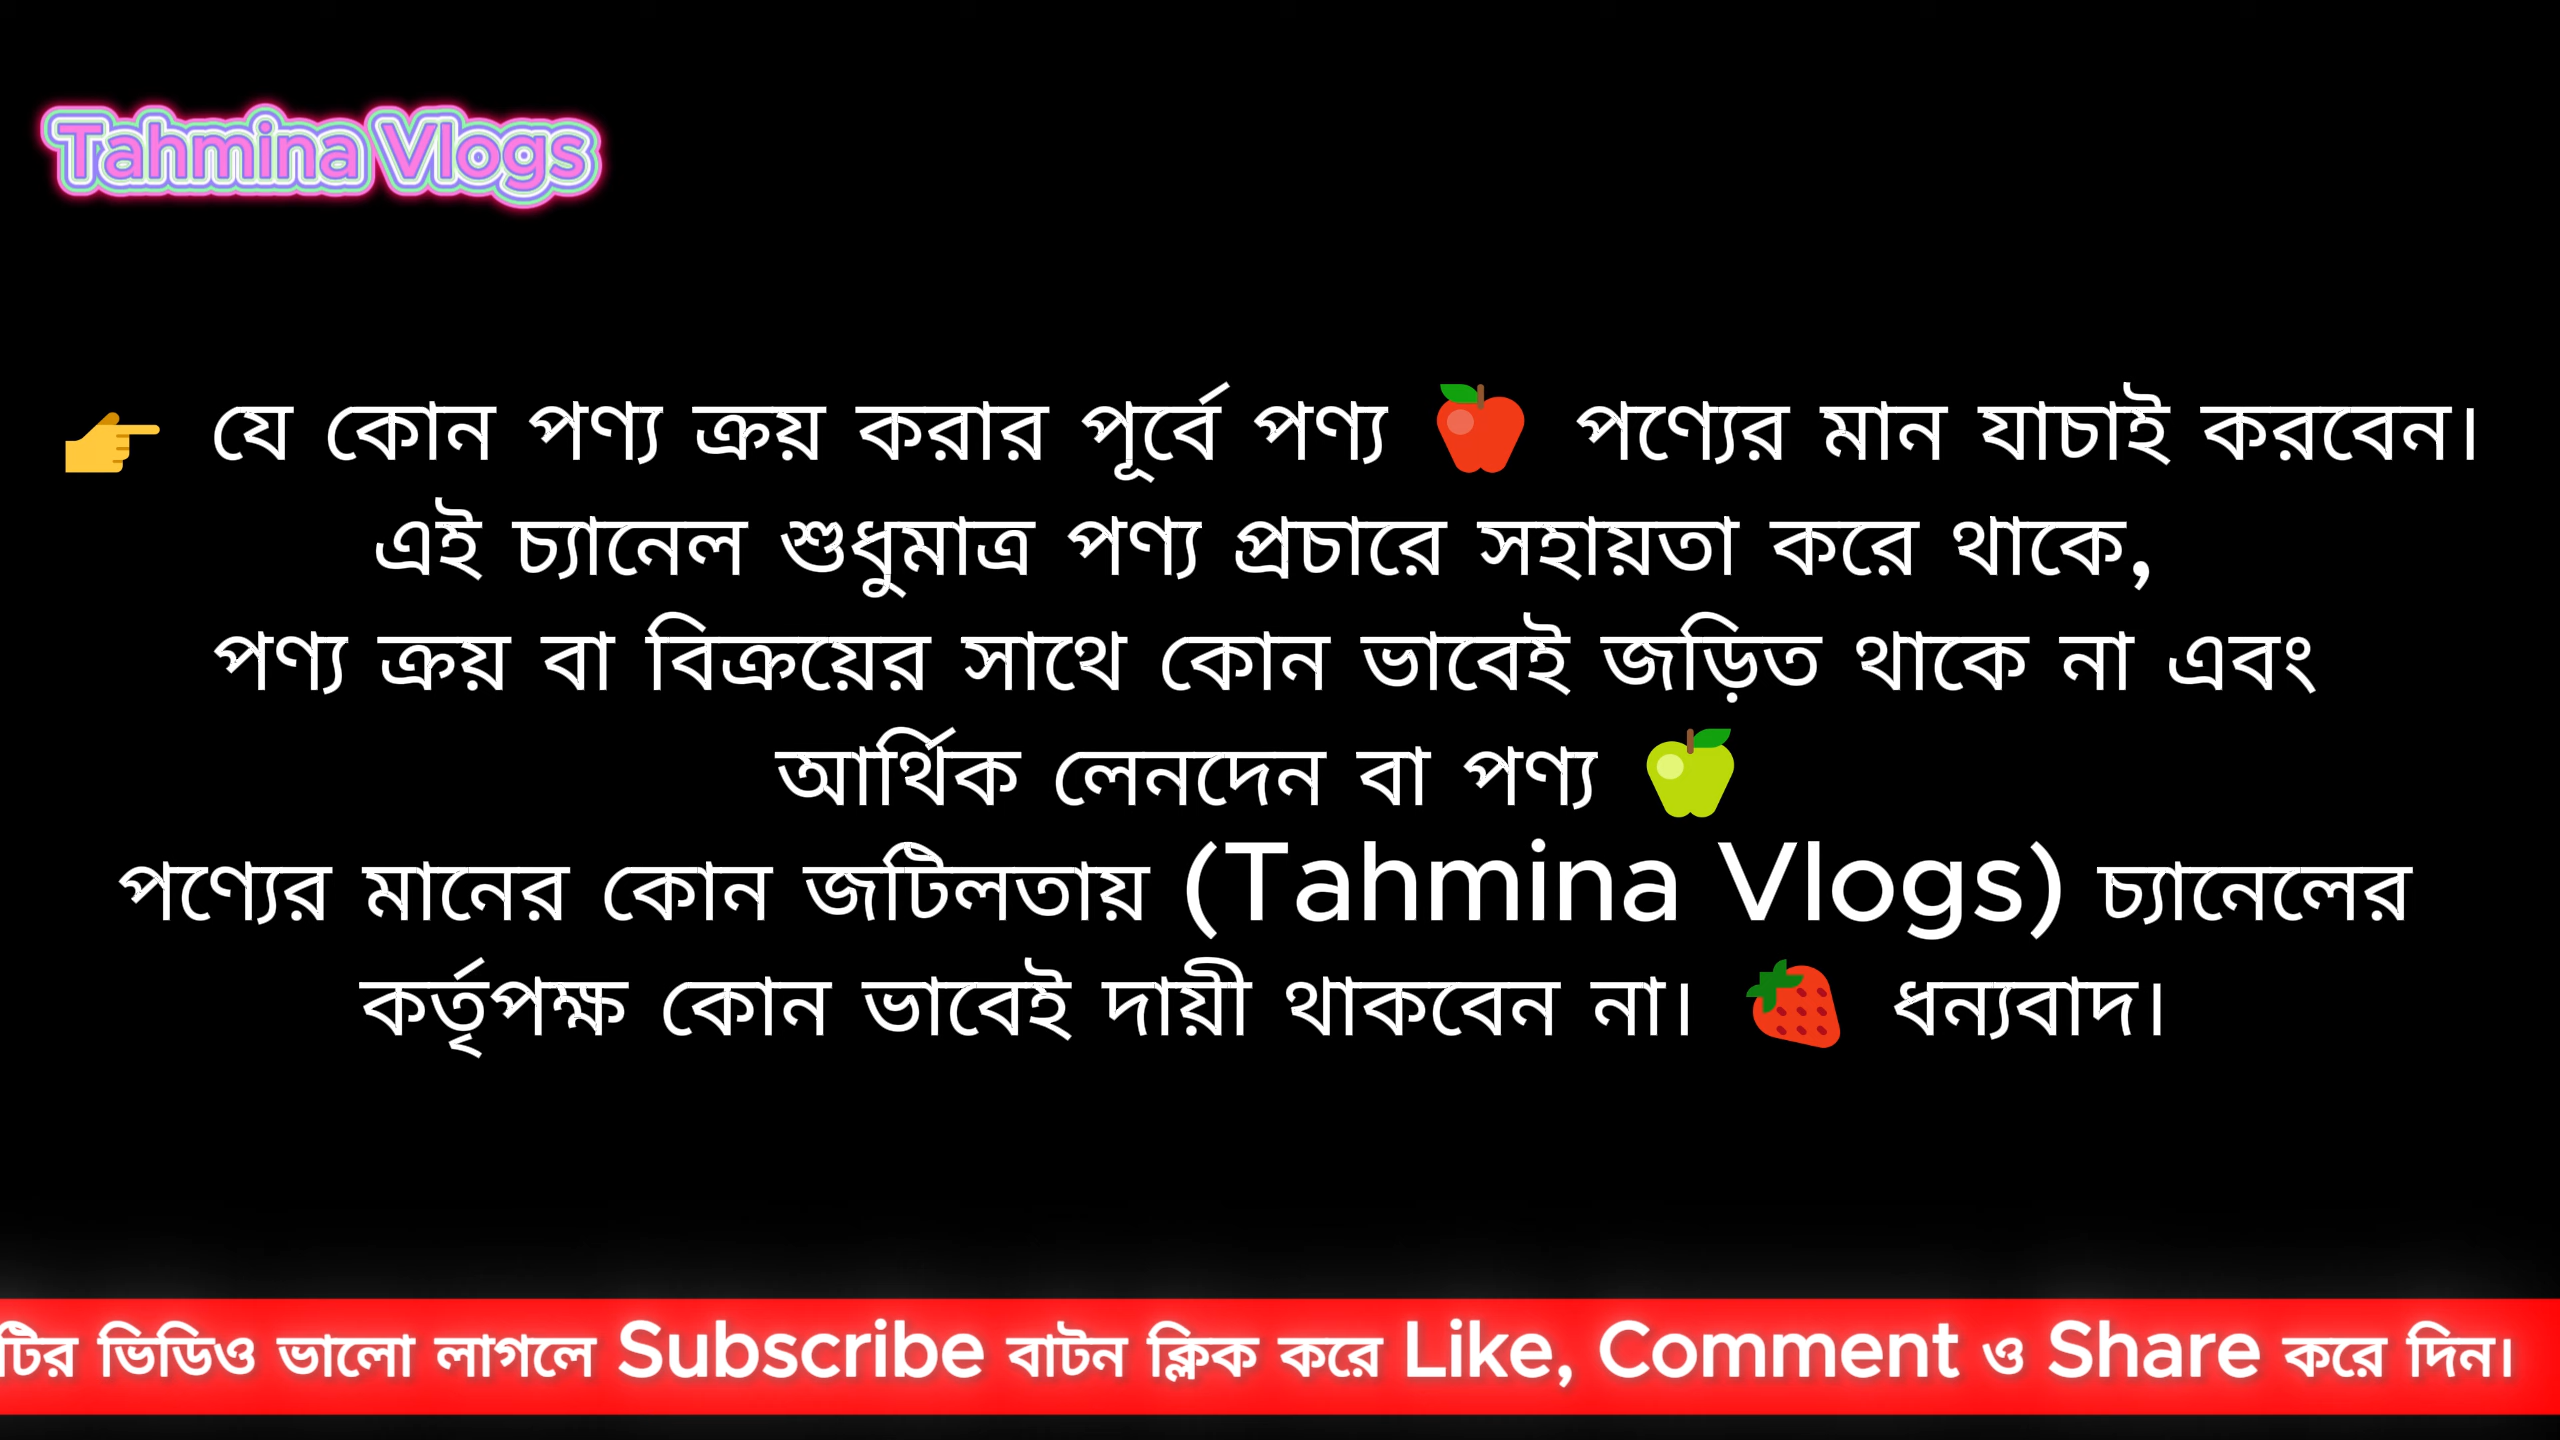 Tahmina Vlogs
👉 যে কোন পণ্য ক্রয় করার পূর্বে পণ্য 🍎 পণ্যের মান যাচাই করবেন।
এই চ্যানেল শুধুমাত্র পণ্য প্রচারে সহায়তা করে থাকে,
পণ্য ক্রয় বা বিক্রয়ের সাথে কোন ভাবেই জড়িত থাকে না এবং
আর্থিক লেনদেন বা পণ্য 🍏
পণ্যের মানের কোন জটিলতায় (Tahmina Vlogs) চ্যানেলের
কর্তৃপক্ষ কোন ভাবেই দায়ী থাকবেন না। 🍓 ধন্যবাদ।
টির ভিডিও ভালো লাগলে Subscribe বাটন ক্লিক করে Like, Comment ও Share করে দিন।